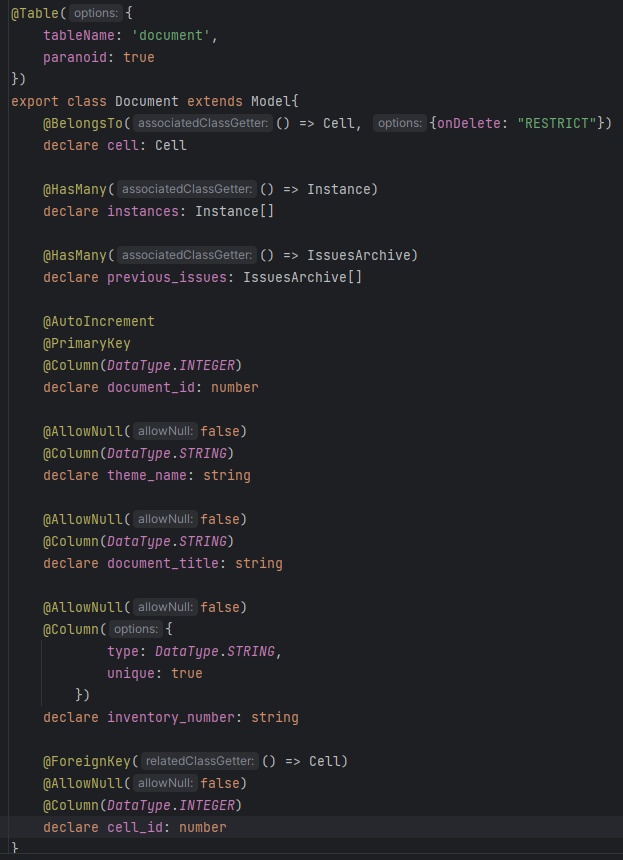 @Table( options: {
    tableName: 'document',
    paranoid: true
})
export class Document extends Model{
    @BelongsTo( associatedClassGetter: () => Cell,  options: {onDelete: "RESTRICT"})
    declare cell: Cell

    @HasMany( associatedClassGetter: () => Instance)
    declare instances: Instance[]

    @HasMany( associatedClassGetter: () => IssuesArchive)
    declare previous_issues: IssuesArchive[]

    @AutoIncrement
    @PrimaryKey
    @Column(DataType.INTEGER)
    declare document_id: number

    @AllowNull( allowNull: false)
    @Column(DataType.STRING)
    declare theme_name: string

    @AllowNull( allowNull: false)
    @Column(DataType.STRING)
    declare document_title: string

    @AllowNull( allowNull: false)
    @Column( options: {
            type: DataType.STRING,
            unique: true
        })
    declare inventory_number: string

    @ForeignKey( relatedClassGetter: () => Cell)
    @AllowNull( allowNull: false)
    @Column(DataType.INTEGER)
    declare cell_id: number
}